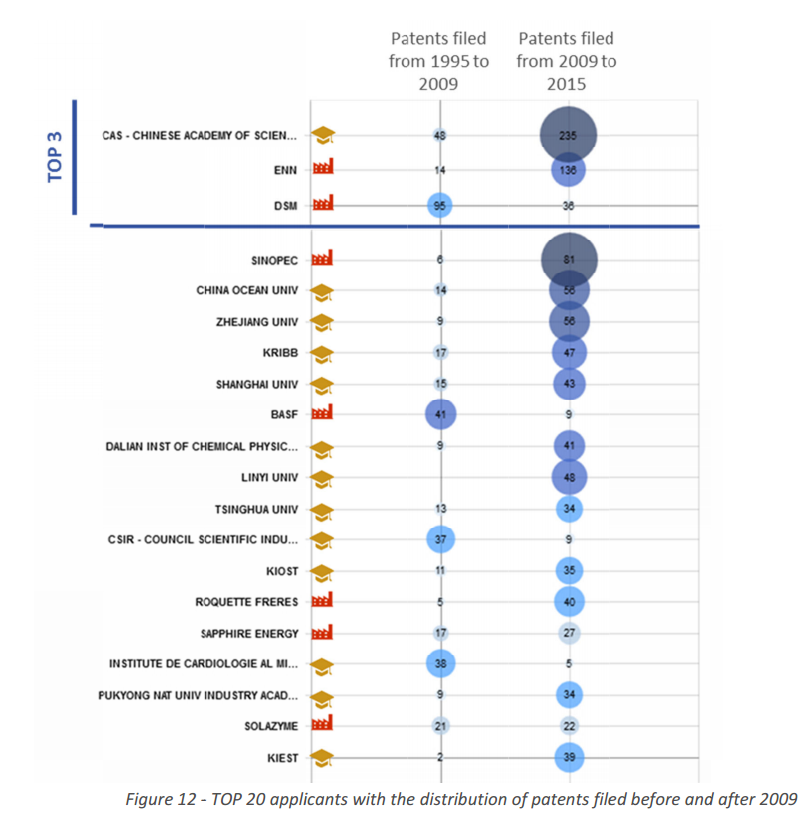 Patents filed from 1995 to 2009
Patents filed from 2009 to 2015
TOP 3
CAS - CHINESE ACADEMY OF SCIEN... 48 235
ENN 14 136
DSM 95 36
SINOPEC 6 81
CHINA OCEAN UNIV 14 56
ZHEJIANG UNIV 9 56
KRIBB 17 47
SHANGHAI UNIV 15 43
BASF 41 9
DALIAN INST OF CHEMICAL PHYSIC... 9 41
LINYI UNIV 48
TSINGHUA UNIV 13 34
CSIR - COUNCIL SCIENTIFIC INDU... 37 9
KIOST 11 35
ROQUETTE FRERES 5 40
SAPPHIRE ENERGY 17 27
INSTITUTE DE CARDIOLOGIE AL MI... 38 5
PUKYONG NAT UNIV INDUSTRY ACAD... 9 34
SOLAZYME 21 22
KIEST 2 39
Figure 12 - TOP 20 applicants with the distribution of patents filed before and after 2009